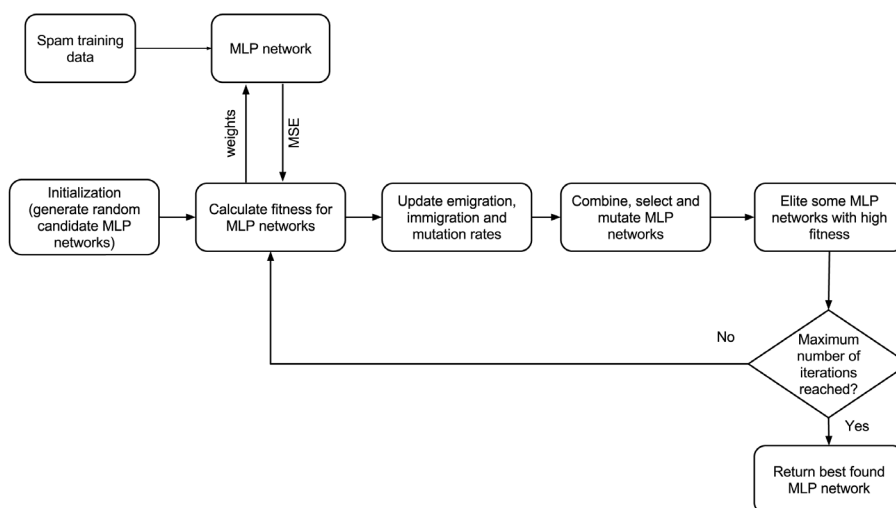 Spam training
data
MLP network
weights
MSE
Initialization
(generate random
candidate MLP
networks)
Calculate fitness for
MLP networks
Update emigration,
immigration and
mutation rates
Combine, select and
mutate MLP
networks
Elite some MLP
networks with high
fitness
No
Maximum
number of
iterations
reached?
Yes
Return best found
MLP network